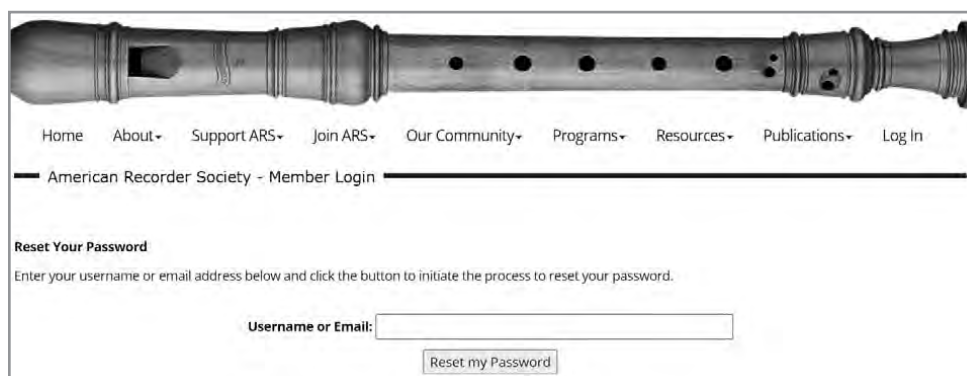 Home About Support ARS Join ARS Our Community Programs Resources Publications Log In
American Recorder Society - Member Login
Reset Your Password
Enter your username or email address below and click the button to initiate the process to reset your password.
Username or Email:
Reset my Password